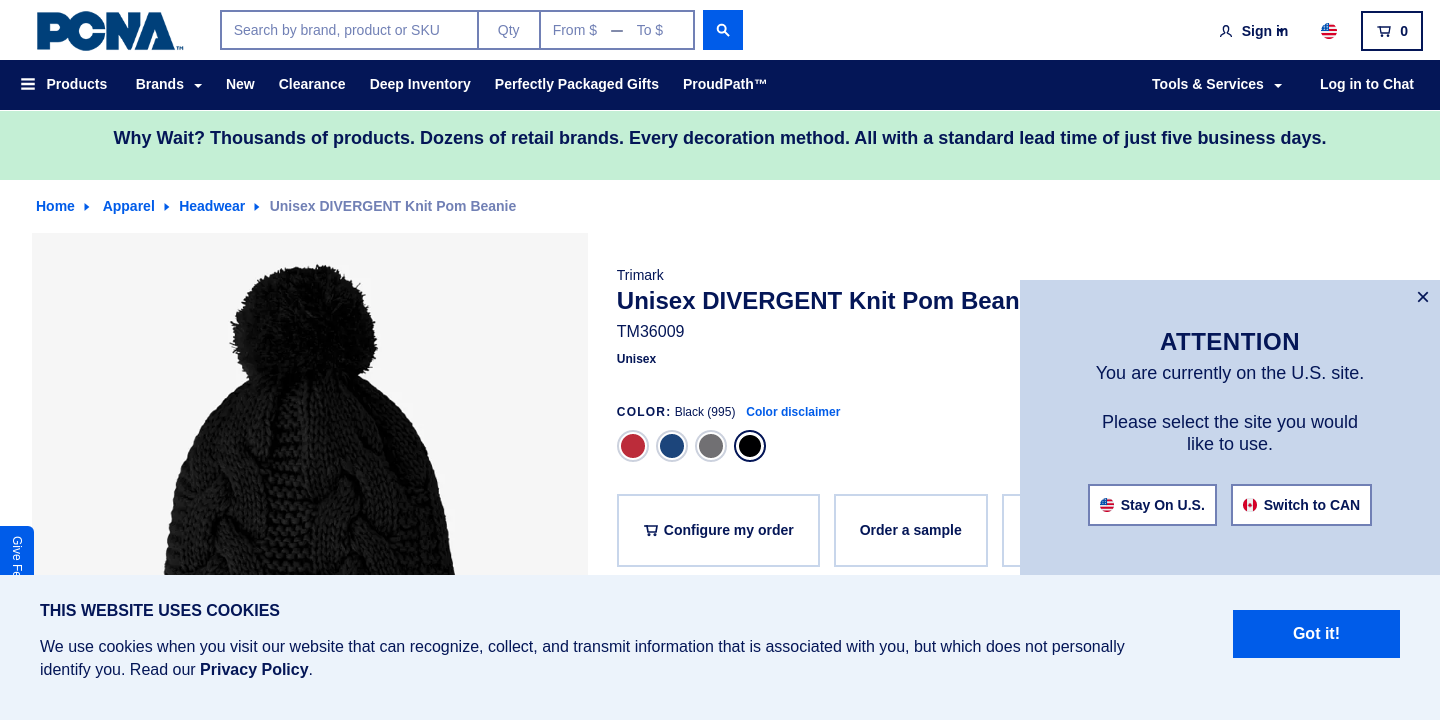 PCNA™
Search by brand, product or SKU
Qty
From $ — To $
Sign in
0
Products
Brands
New
Clearance
Deep Inventory
Perfectly Packaged Gifts
ProudPath™
Tools & Services
Log in to Chat
Why Wait? Thousands of products. Dozens of retail brands. Every decoration method. All with a standard lead time of just five business days.
Home
Apparel
Headwear
Unisex DIVERGENT Knit Pom Beanie
Trimark
Unisex DIVERGENT Knit Pom Bean
TM36009
Unisex
COLOR: Black (995) Color disclaimer
Configure my order
Order a sample
×
ATTENTION
You are currently on the U.S. site.
Please select the site you would
like to use.
Stay On U.S.
Switch to CAN
Give Fe
THIS WEBSITE USES COOKIES
We use cookies when you visit our website that can recognize, collect, and transmit information that is associated with you, but which does not personally
identify you. Read our Privacy Policy.
Got it!